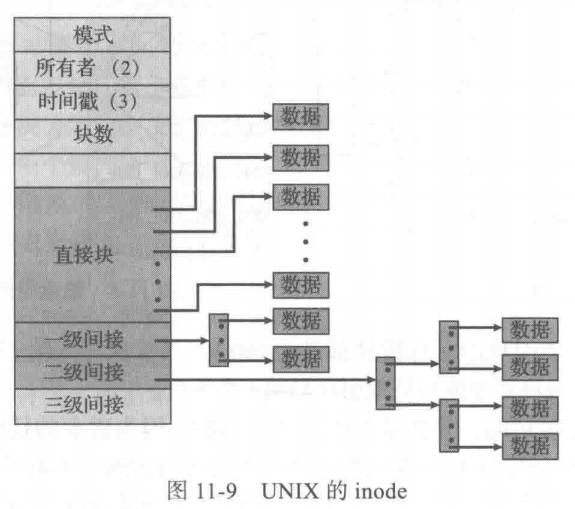 模式
所有者（2）
时间戳（3）
块数
直接块
一级间接
二级间接
三级间接
数据
数据
数据
数据
数据
数据
数据
数据
数据
数据
图 11-9 UNIX 的 inode